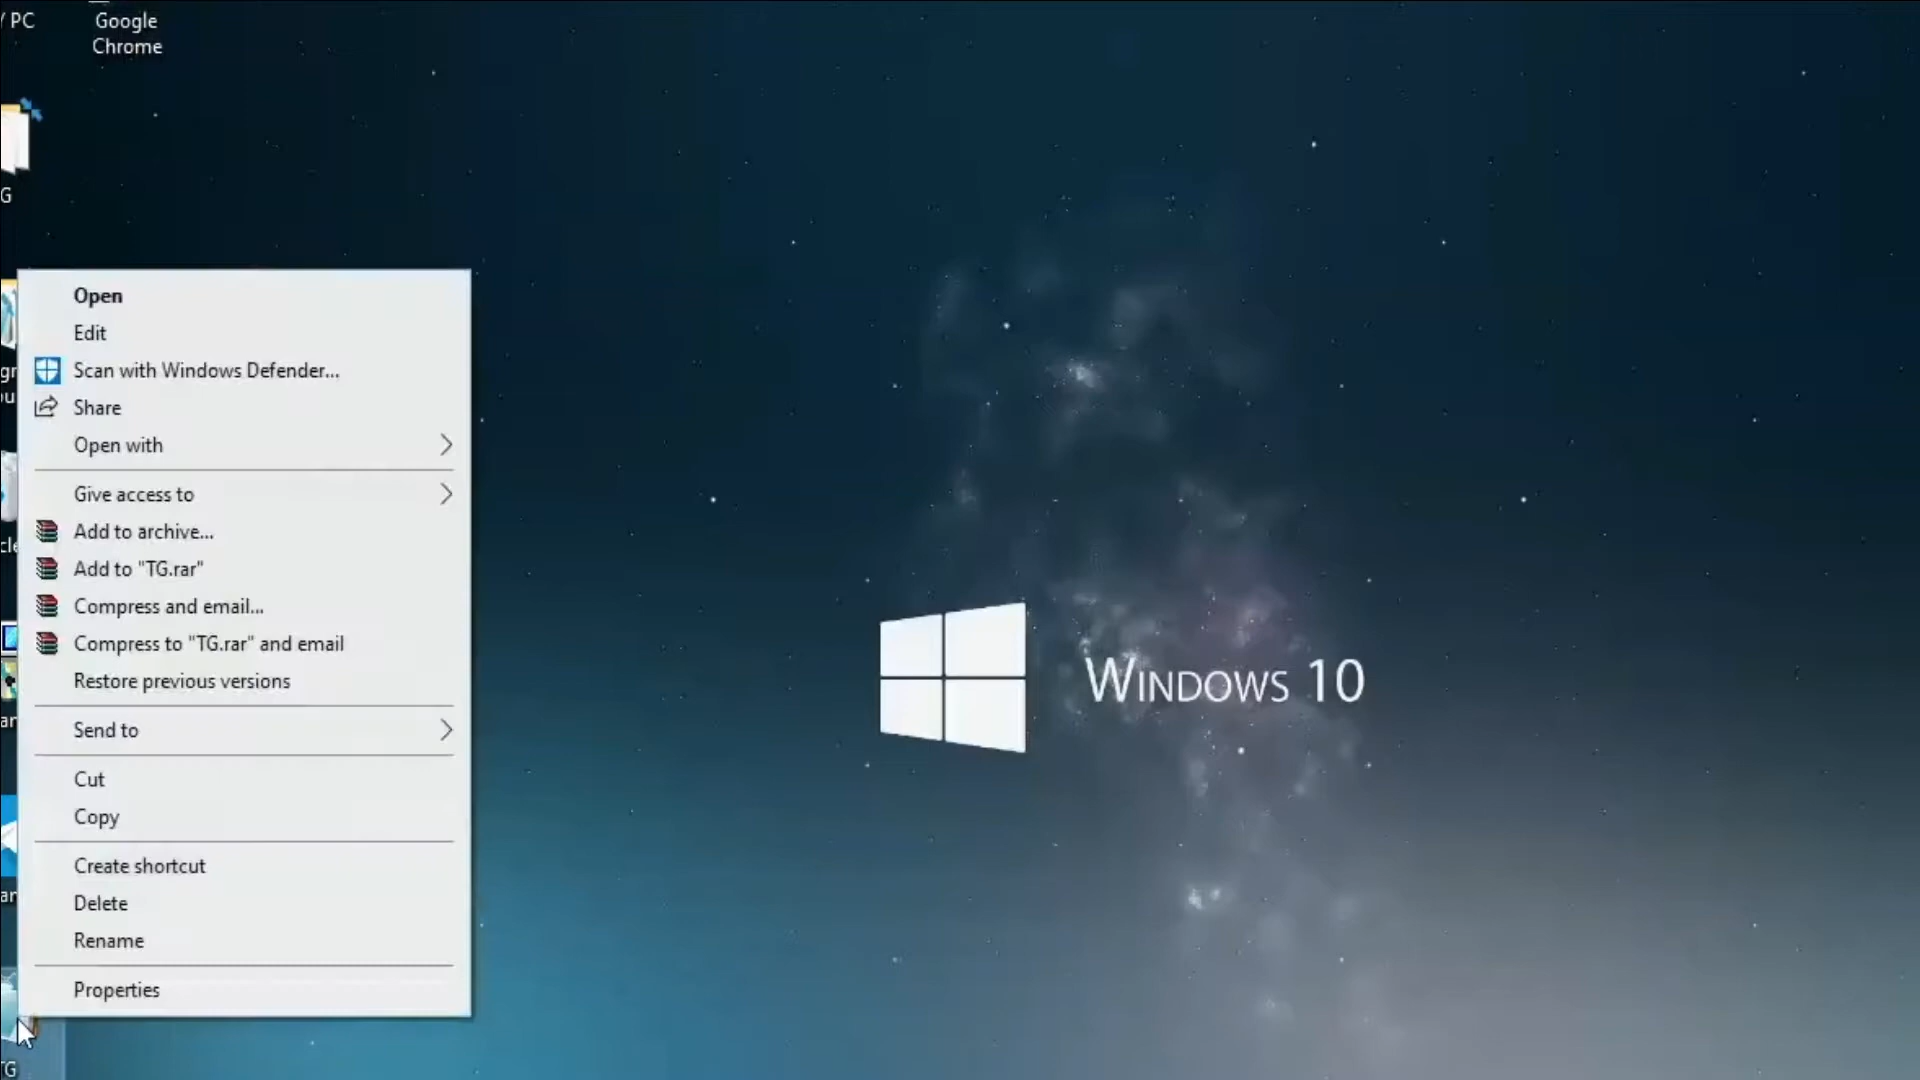 PC
Google
Chrome
G
Open
Edit
Scan with Windows Defender...
Share
Open with
Give access to
Add to archive...
Add to "TG.rar"
Compress and email...
Compress to "TG.rar" and email
Restore previous versions
Send to
Cut
Copy
Create shortcut
Delete
Rename
Properties
TG
WINDOWS 10